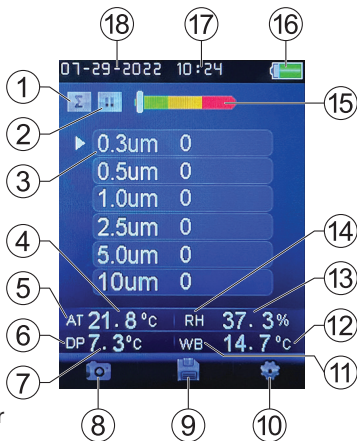 18 17 16
07-29-2022 10:24
1 Σ
2 15
3 0.3um 0
0.5um 0
1.0um 0
2.5um 0
4 5.0um 0 14
10um 0 13
5 AT 21.8°C RH 37.3%
6 DP 7.3°C WB 14.7°C 12
7 11
8 9 10
r